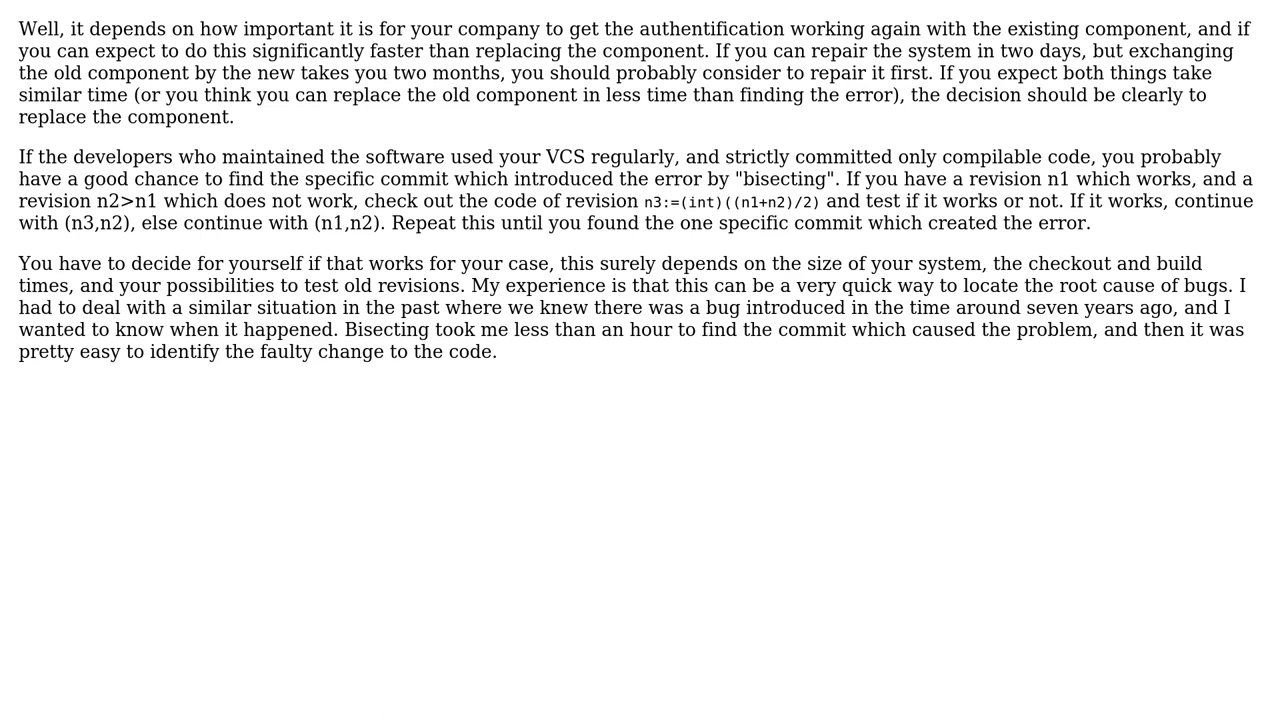 Well, it depends on how important it is for your company to get the authentification working again with the existing component, and if
you can expect to do this significantly faster than replacing the component. If you can repair the system in two days, but exchanging
the old component by the new takes you two months, you should probably consider to repair it first. If you expect both things take
similar time (or you think you can replace the old component in less time than finding the error), the decision should be clearly to
replace the component.
If the developers who maintained the software used your VCS regularly, and strictly committed only compilable code, you probably
have a good chance to find the specific commit which introduced the error by "bisecting". If you have a revision n1 which works, and a
revision n2>n1 which does not work, check out the code of revision n3:=(int)((n1+n2)/2) and test if it works or not. If it works, continue
with (n3,n2), else continue with (n1,n2). Repeat this until you found the one specific commit which created the error.
You have to decide for yourself if that works for your case, this surely depends on the size of your system, the checkout and build
times, and your possibilities to test old revisions. My experience is that this can be a very quick way to locate the root cause of bugs. I
had to deal with a similar situation in the past where we knew there was a bug introduced in the time around seven years ago, and I
wanted to know when it happened. Bisecting took me less than an hour to find the commit which caused the problem, and then it was
pretty easy to identify the faulty change to the code.